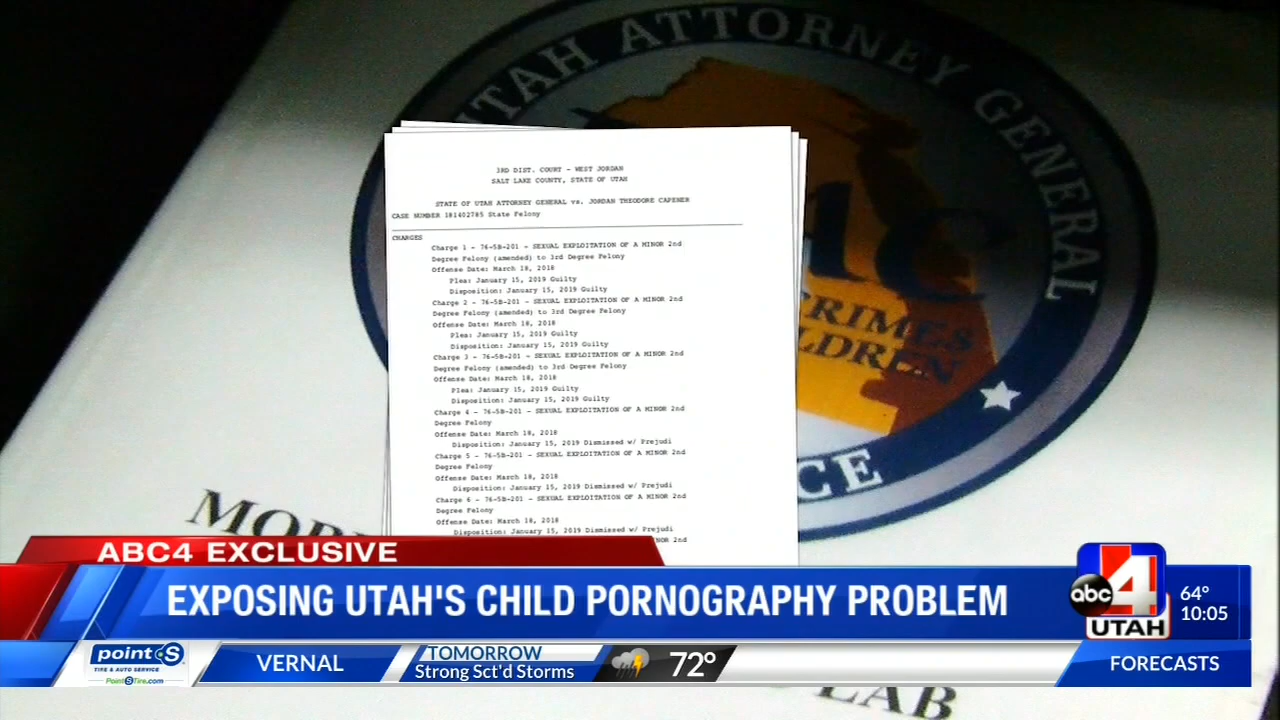 UTAH ATTORNEY GENERAL
CRIMES
CHILDREN
3RD DIST. COURT - WEST JORDAN
SALT LAKE COUNTY, STATE OF UTAH
STATE OF UTAH ATTORNEY GENERAL vs. JORDAN THEODORE CAPENER
CASE NUMBER 181402785 State Felony
CHARGES
Charge 1 - 76-5B-201 - SEXUAL EXPLOITATION OF A MINOR 2nd
Degree Felony (amended) to 3rd Degree Felony
Offense Date: March 18, 2018
Plea: January 15, 2019 Guilty
Disposition: January 15, 2019 Guilty
Charge 2 - 76-5B-201 - SEXUAL EXPLOITATION OF A MINOR 2nd
Degree Felony (amended) to 3rd Degree Felony
Offense Date: March 18, 2018
Plea: January 15, 2019 Guilty
Disposition: January 15, 2019 Guilty
Charge 3 - 76-5B-201 - SEXUAL EXPLOITATION OF A MINOR 2nd
Degree Felony (amended) to 3rd Degree Felony
Offense Date: March 18, 2018
Plea: January 15, 2019 Guilty
Disposition: January 15, 2019 Guilty
Charge 4 - 76-5B-201 - SEXUAL EXPLOITATION OF A MINOR 2nd
Degree Felony
Offense Date: March 18, 2018
Disposition: January 15, 2019 Dismissed w/ Prejudi
Charge 5 - 76-5B-201 - SEXUAL EXPLOITATION OF A MINOR 2nd
Degree Felony
Offense Date: March 18, 2018
Disposition: January 15, 2019 Dismissed w/ Prejudi
Charge 6 - 76-5B-201 - SEXUAL EXPLOITATION OF A MINOR 2nd
Degree Felony
Offense Date: March 18, 2018
Disposition: January 15, 2019 Dismissed w/ Prejudi
MINOR 2nd
LAB
ABC4 EXCLUSIVE
EXPOSING UTAH'S CHILD PORNOGRAPHY PROBLEM
abc 4
UTAH
64°
10:05
point S
TIRE & AUTO SERVICE
PointSTire.com
VERNAL
TOMORROW
Strong Sct'd Storms
72°
FORECASTS